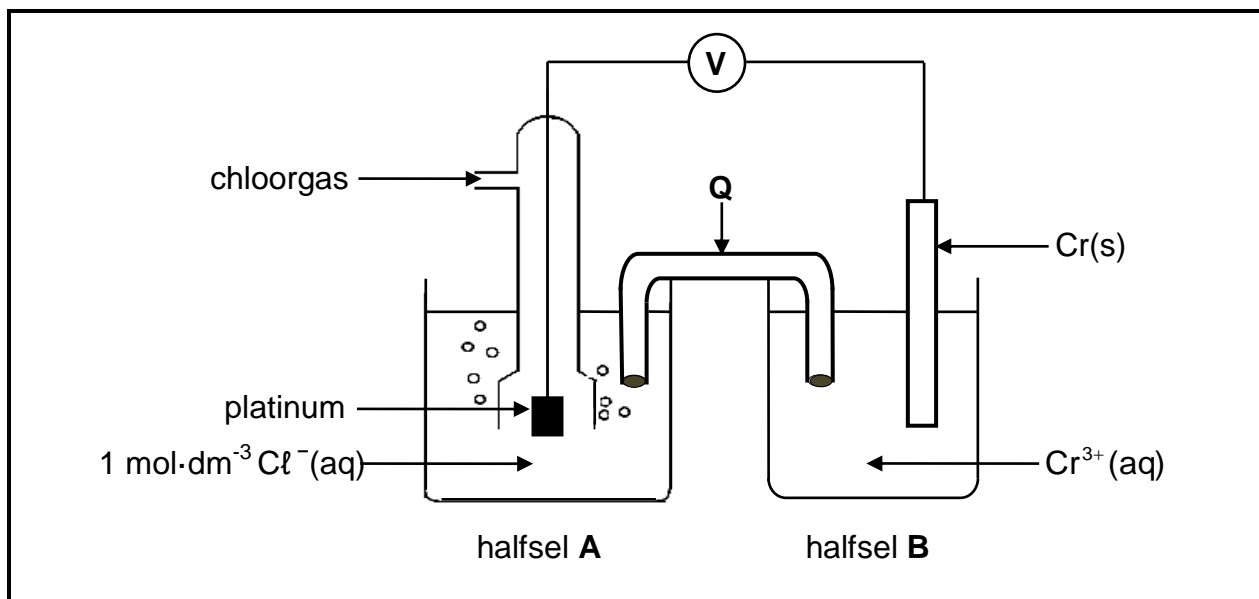 V
chloorgas
Q
Cr(s)
platinum
1 mol·dm⁻³ Cℓ⁻(aq)
Cr³⁺(aq)
halfsel A
halfsel B